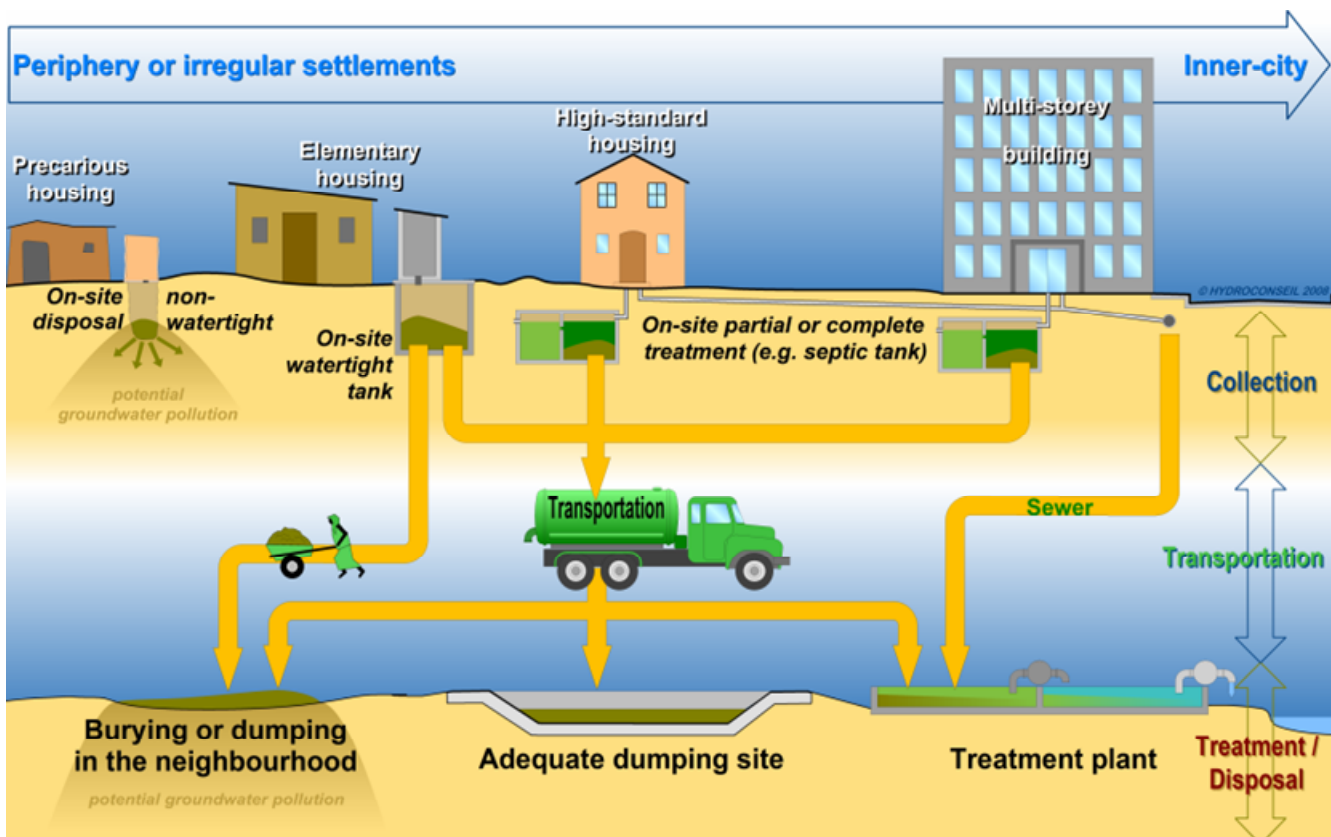 Periphery or irregular settlements
Inner-city
Precarious
housing
Elementary
housing
High-standard
housing
Multi-storey
building
© HYDROCONSEIL 2008
On-site
disposal
non-
watertight
potential
groundwater pollution
On-site
watertight
tank
On-site partial or complete
treatment (e.g. septic tank)
Collection
Transportation
Sewer
Transportation
Burying or dumping
in the neighbourhood
potential groundwater pollution
Adequate dumping site
Treatment plant
Treatment /
Disposal